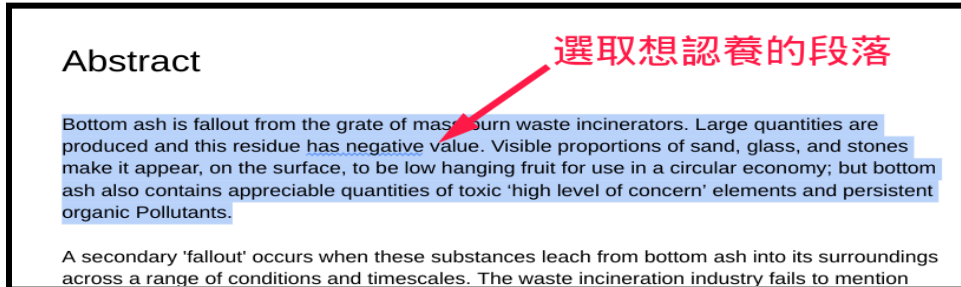 選取想認養的段落
Abstract
Bottom ash is fallout from the grate of mass burn waste incinerators. Large quantities are
produced and this residue has negative value. Visible proportions of sand, glass, and stones
make it appear, on the surface, to be low hanging fruit for use in a circular economy; but bottom
ash also contains appreciable quantities of toxic ‘high level of concern’ elements and persistent
organic Pollutants.
A secondary 'fallout' occurs when these substances leach from bottom ash into its surroundings
across a range of conditions and timescales. The waste incineration industry fails to mention